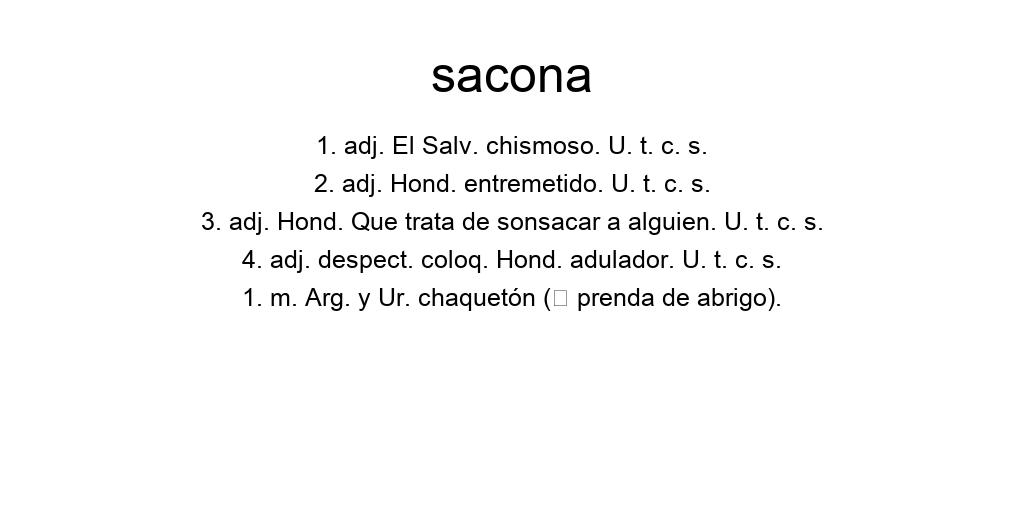 sacona
1. adj. El Salv. chismoso. U. t. c. s.
2. adj. Hond. entremetido. U. t. c. s.
3. adj. Hond. Que trata de sonsacar a alguien. U. t. c. s.
4. adj. despect. coloq. Hond. adulador. U. t. c. s.
1. m. Arg. y Ur. chaquetón (▯ prenda de abrigo).